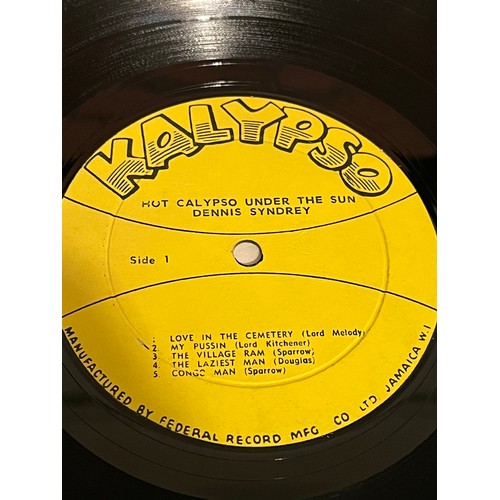 KALYPSO
HOT CALYPSO UNDER THE SUN
DENNIS SYNDREY
Side 1
LOVE IN THE CEMETERY (Lord Melody)
2 MY PUSSIN (Lord Kitchener)
3 THE VILLAGE RAM (Sparrow)
4. THE LAZIEST MAN (Douglas)
5. CONGO MAN (Sparrow)
MANUFACTURED BY FEDERAL RECORD MFG CO LTD, JAMAICA W.I